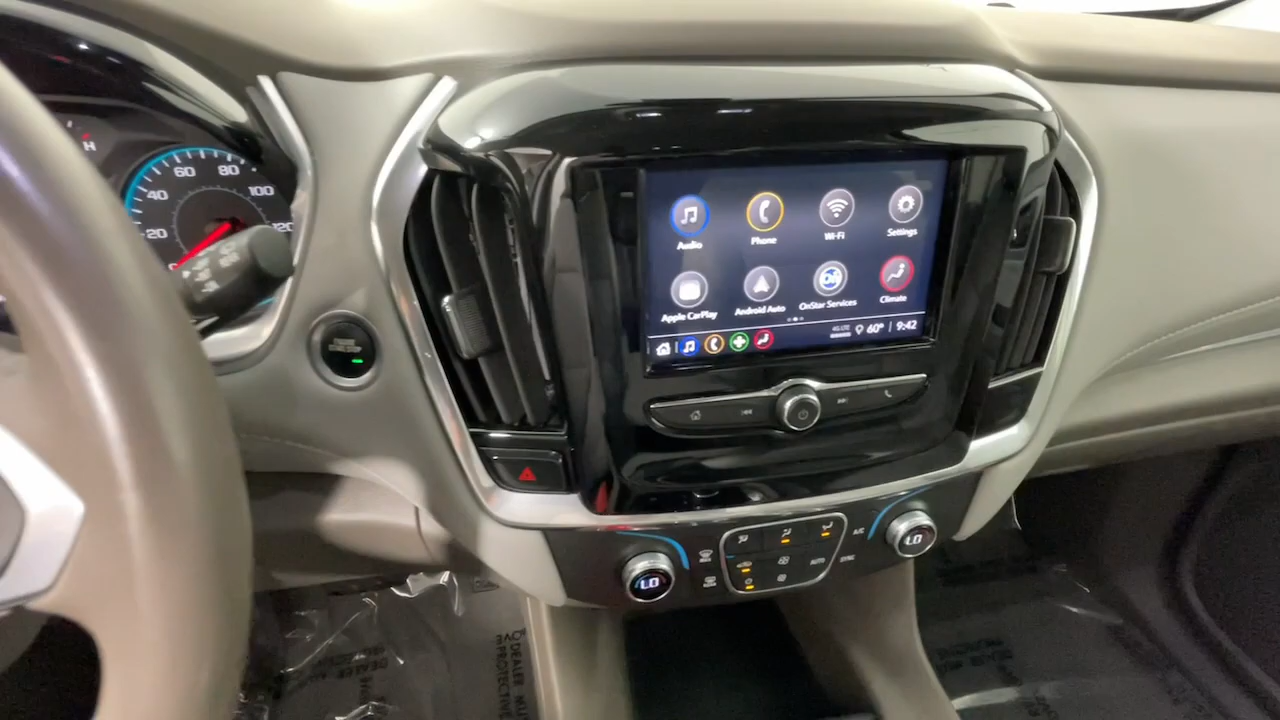 H
20
40
60
80
100
120
Audio
Phone
Wi-Fi
Settings
Apple CarPlay
Android Auto
OnStar Services
Climate
4G LTE
60°
9:42
LO
A/C
AUTO
SYNC
LO
DEALER